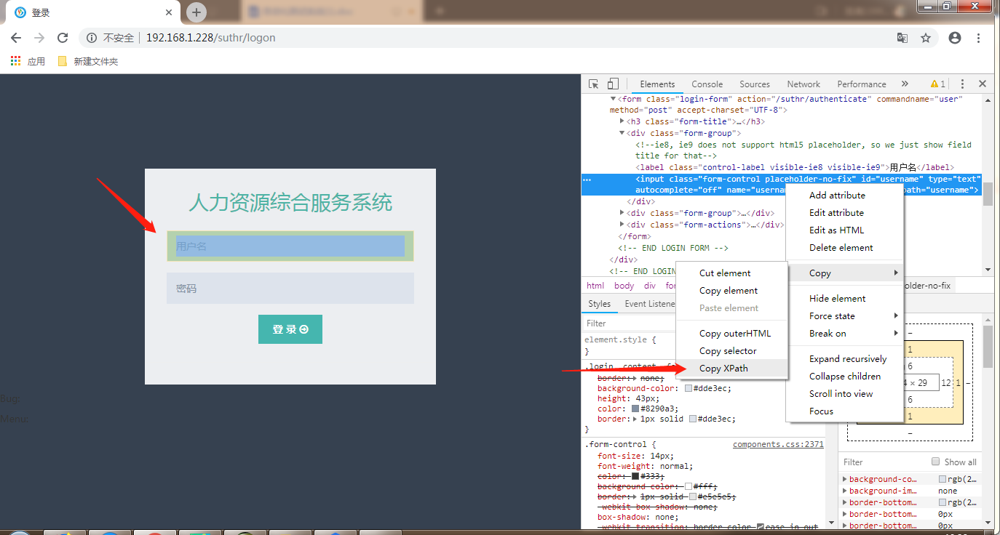 登录
不安全
192.168.1.228/suthr/logon
应用
新建文件夹
人力资源综合服务系统
用户名
密码
登 录
Bug:
Menu:
Elements
Console
Sources
Network
Performance
»
1
<form class="login-form" action="/suthr/authenticate" commandname="user"
method="post" accept-charset="UTF-8">
<h3 class="form-title">…</h3>
<div class="form-group">
<!--ie8, ie9 does not support html5 placeholder, so we just show field
title for that-->
<label class="control-label visible-ie8 visible-ie9">用户名</label>
<input class="form-control placeholder-no-fix" id="username" type="text"
autocomplete="off" name="usernam path="username">
</div>
<div class="form-group">…</div>
<div class="form-actions">…</div>
</form>
<!-- END LOGIN FORM -->
</div>
<!-- END LOGIN
html
body
div
for
older-no-fix
Add attribute
Edit attribute
Edit as HTML
Delete element
Copy
Hide element
Force state
Break on
Expand recursively
Collapse children
Scroll into view
Focus
Cut element
Copy element
Paste element
Copy outerHTML
Copy selector
Copy XPath
Styles
Event Listene
Filter
element.style {
}
.login .content .fo
border: none;
background-color: #dde3ec;
height: 43px;
color: #8290a3;
border: 1px solid #dde3ec;
}
.form-control {
components.css:2371
font-size: 14px;
font-weight: normal;
color: #333;
background-color: #fff;
border: 1px solid #e5e5e5;
-webkit-box-shadow: none;
box-shadow: none;
-webkit-transition: border-color ease-in-out
–
1
6
4 × 29
12
1
–
6
1
–
Filter
Show all
background-co…
rgb(2…
background-im…
none
border-bottom…
rgb(2…
border-bottom…
0px
border-bottom…
0px